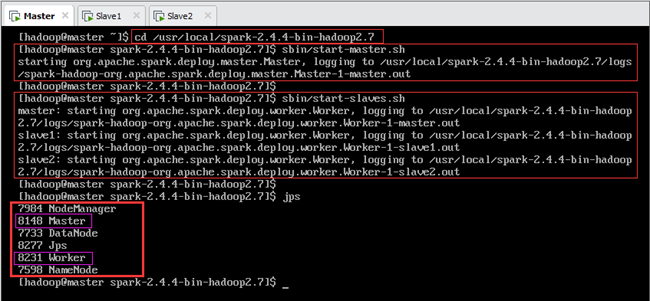 Master × Slave1 × Slave2 ×
[hadoop@master ~]$ cd /usr/local/spark-2.4.4-bin-hadoop2.7
[hadoop@master spark-2.4.4-bin-hadoop2.7]$ sbin/start-master.sh
starting org.apache.spark.deploy.master.Master, logging to /usr/local/spark-2.4.4-bin-hadoop2.7/logs
/spark-hadoop-org.apache.spark.deploy.master.Master-1-master.out
[hadoop@master spark-2.4.4-bin-hadoop2.7]$
[hadoop@master spark-2.4.4-bin-hadoop2.7]$ sbin/start-slaves.sh
master: starting org.apache.spark.deploy.worker.Worker, logging to /usr/local/spark-2.4.4-bin-hadoop
2.7/logs/spark-hadoop-org.apache.spark.deploy.worker.Worker-1-master.out
slave1: starting org.apache.spark.deploy.worker.Worker, logging to /usr/local/spark-2.4.4-bin-hadoop
2.7/logs/spark-hadoop-org.apache.spark.deploy.worker.Worker-1-slave1.out
slave2: starting org.apache.spark.deploy.worker.Worker, logging to /usr/local/spark-2.4.4-bin-hadoop
2.7/logs/spark-hadoop-org.apache.spark.deploy.worker.Worker-1-slave2.out
[hadoop@master spark-2.4.4-bin-hadoop2.7]$
[hadoop@master spark-2.4.4-bin-hadoop2.7]$ jps
7984 NodeManager
8148 Master
7733 DataNode
8277 Jps
8231 Worker
7598 NameNode
[hadoop@master spark-2.4.4-bin-hadoop2.7]$ _